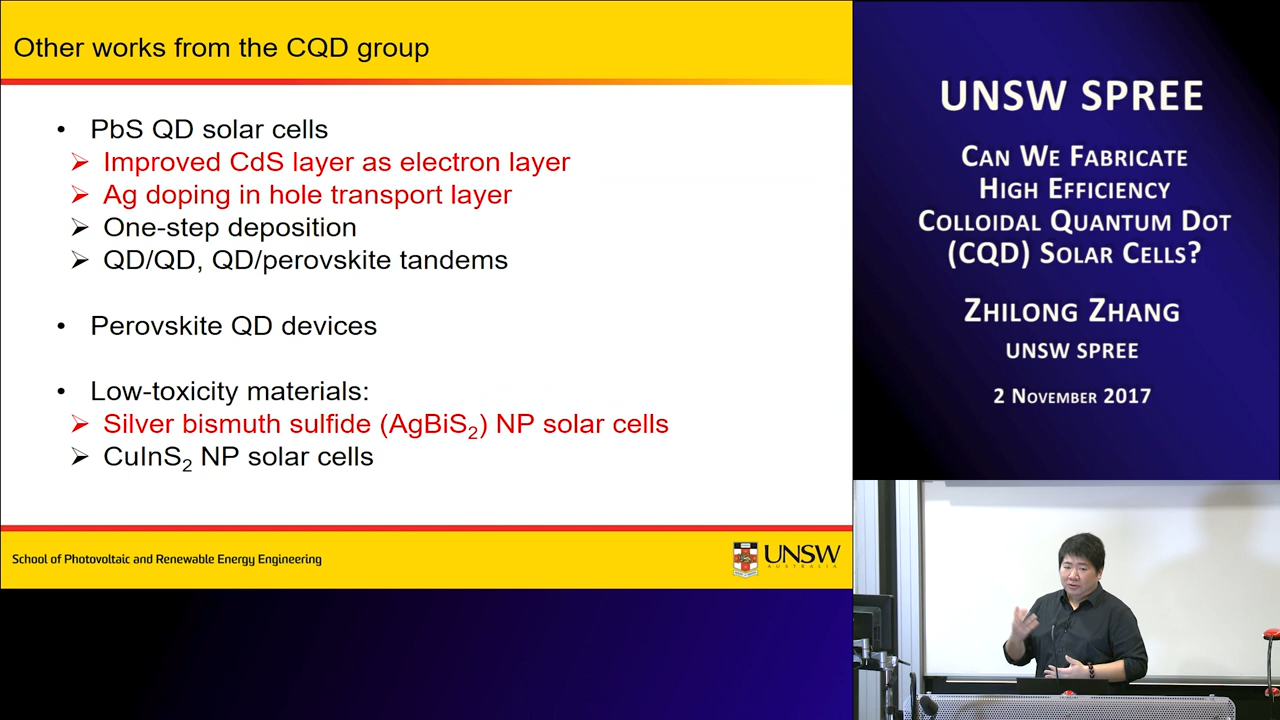 Other works from the CQD group
• PbS QD solar cells
➢ Improved CdS layer as electron layer
➢ Ag doping in hole transport layer
➢ One-step deposition
➢ QD/QD, QD/perovskite tandems
• Perovskite QD devices
• Low-toxicity materials:
➢ Silver bismuth sulfide (AgBiS₂) NP solar cells
➢ CuInS₂ NP solar cells
School of Photovoltaic and Renewable Energy Engineering
UNSW
AUSTRALIA
UNSW SPREE
Can We Fabricate
High Efficiency
Colloidal Quantum Dot
(CQD) Solar Cells?
Zhilong Zhang
UNSW SPREE
2 November 2017